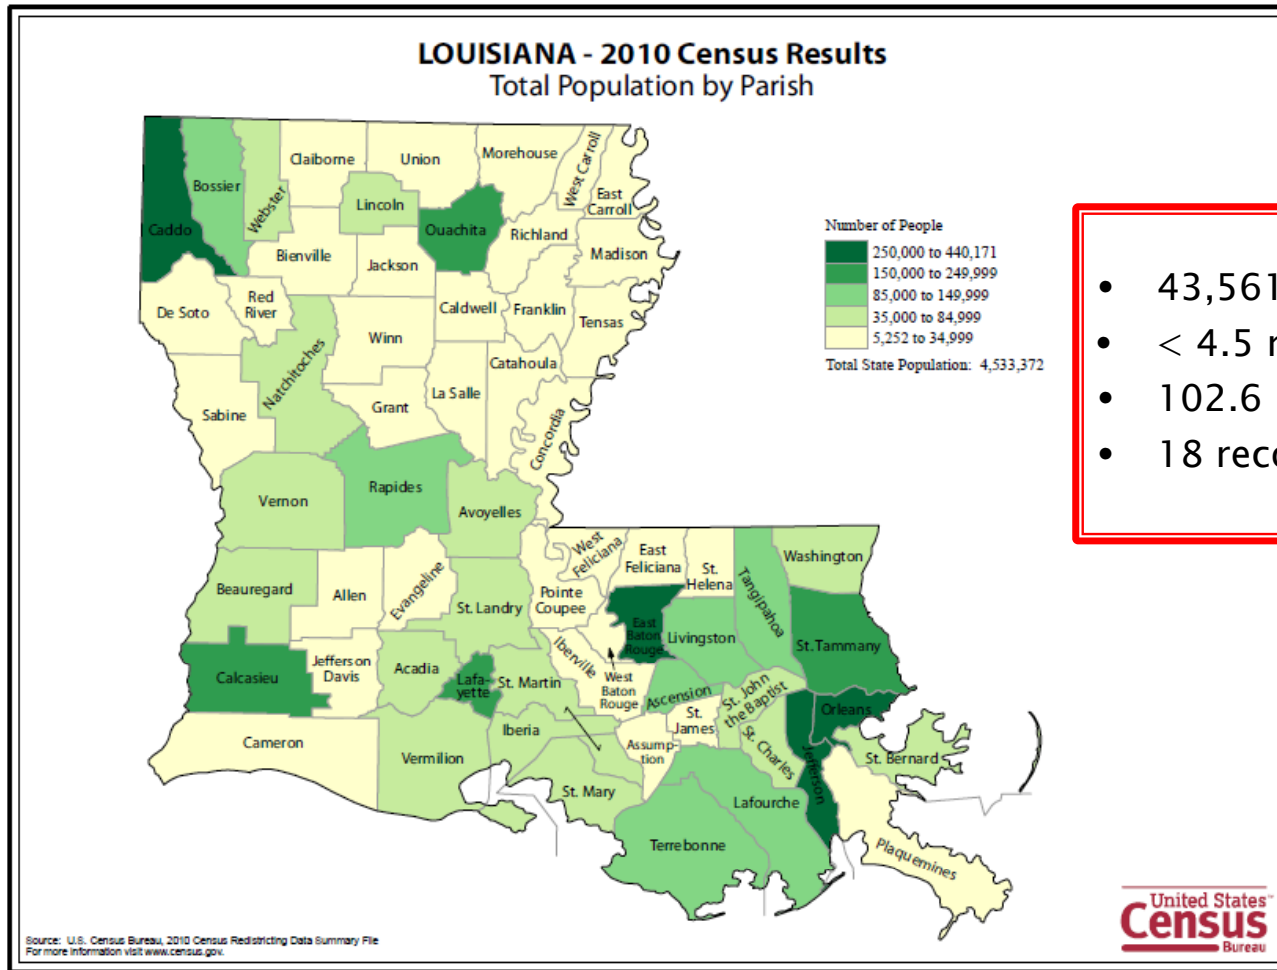 LOUISIANA - 2010 Census Results
Total Population by Parish
Claiborne
Union
Morehouse
West Carroll
East
Carroll
Bossier
Webster
Lincoln
Caddo
Ouachita
Richland
Madison
Bienville
Jackson
De Soto
Red
River
Caldwell
Franklin
Tensas
Winn
Natchitoches
Catahoula
Sabine
Grant
La Salle
Concordia
Vernon
Rapides
Avoyelles
West
Feliciana
East
Feliciana
St.
Helena
Tangipahoa
Washington
Beauregard
Allen
Evangeline
St. Landry
Pointe
Coupee
East
Baton
Rouge
Livingston
St. Tammany
Calcasieu
Jefferson
Davis
Acadia
Lafa-
yette
St. Martin
Iberville
West
Baton
Rouge
Ascension
St. John
the Baptist
Orleans
Cameron
Vermilion
Iberia
St.
James
Assump-
tion
St. Charles
Jefferson
St. Bernard
St. Mary
Lafourche
Terrebonne
Plaquemines
Number of People
250,000 to 440,171
150,000 to 249,999
85,000 to 149,999
35,000 to 84,999
5,252 to 34,999
Total State Population: 4,533,372
• 43,561
• < 4.5
• 102.6
• 18
Source: U.S. Census Bureau, 2010 Census Redistricting Data Summary File
For more information visit www.census.gov.
United States™
Census
Bureau